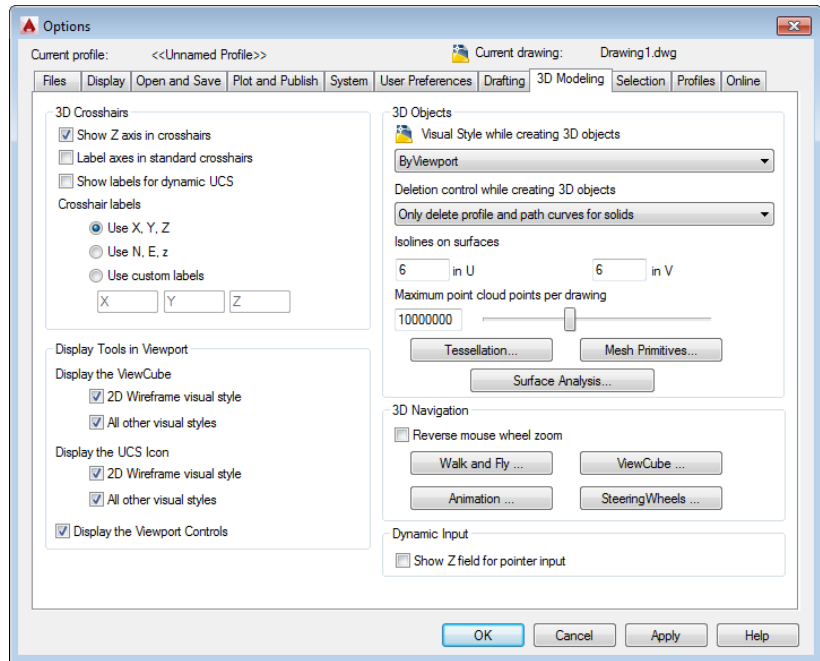 Options
Current profile: <<Unnamed Profile>> Current drawing: Drawing1.dwg
Files Display Open and Save Plot and Publish System User Preferences Drafting 3D Modeling Selection Profiles Online
3D Crosshairs
Show Z axis in crosshairs
Label axes in standard crosshairs
Show labels for dynamic UCS
Crosshair labels
Use X, Y, Z
Use N, E, z
Use custom labels
X Y Z
Display Tools in Viewport
Display the ViewCube
2D Wireframe visual style
All other visual styles
Display the UCS Icon
2D Wireframe visual style
All other visual styles
Display the Viewport Controls
3D Objects
Visual Style while creating 3D objects
ByViewport
Deletion control while creating 3D objects
Only delete profile and path curves for solids
Isolines on surfaces
6 in U 6 in V
Maximum point cloud points per drawing
10000000
Tessellation... Mesh Primitives...
Surface Analysis...
3D Navigation
Reverse mouse wheel zoom
Walk and Fly ... ViewCube ...
Animation ... SteeringWheels ...
Dynamic Input
Show Z field for pointer input
OK Cancel Apply Help